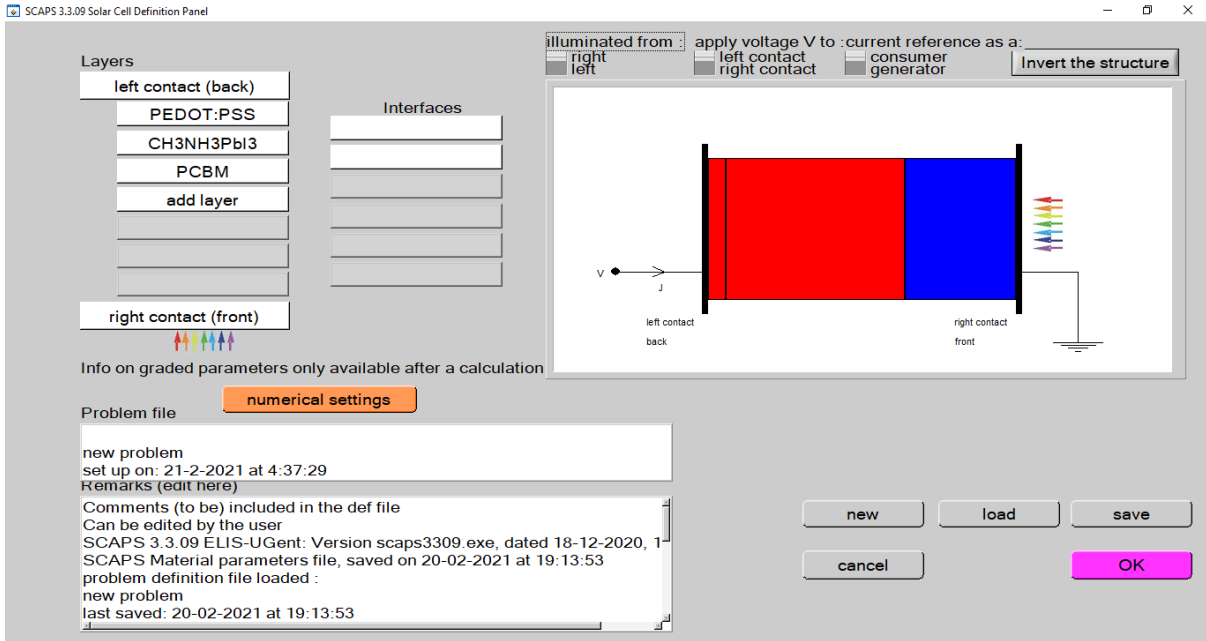 SCAPS 3.3.09 Solar Cell Definition Panel
illuminated from : apply voltage V to : current reference as a:
right left contact consumer
left right contact generator
Invert the structure
Layers
left contact (back)
Interfaces
PEDOT:PSS
CH3NH3PbI3
PCBM
add layer
right contact (front)
V
J
left contact
back
right contact
front
Info on graded parameters only available after a calculation
numerical settings
Problem file
new problem
set up on: 21-2-2021 at 4:37:29
Remarks (edit here)
Comments (to be) included in the def file
Can be edited by the user
SCAPS 3.3.09 ELIS-UGent: Version scaps3309.exe, dated 18-12-2020, 1
SCAPS Material parameters file, saved on 20-02-2021 at 19:13:53
problem definition file loaded :
new problem
last saved: 20-02-2021 at 19:13:53
new load save
cancel OK